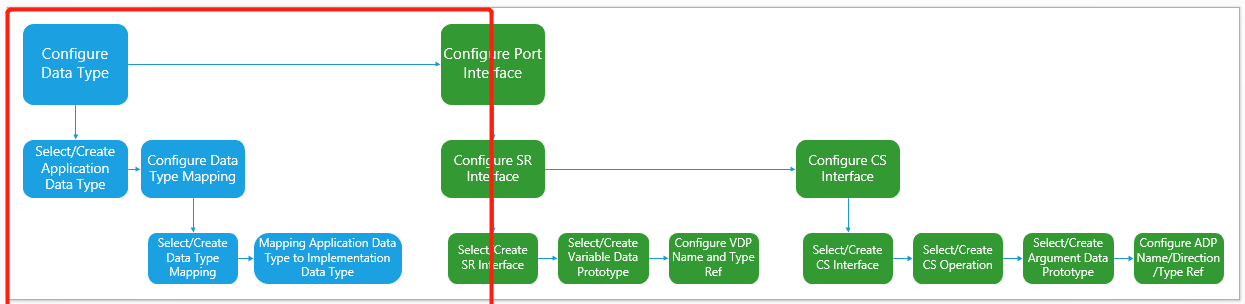 Configure
Data Type
Configure Port
Interface
Select/Create
Application
Data Type
Configure Data
Type Mapping
Configure SR
Interface
Configure CS
Interface
Select/Create
Data Type
Mapping
Mapping Application Data
Type to Implementation
Data Type
Select/Create
SR Interface
Select/Create
Variable Data
Prototype
Configure VDP
Name and Type
Ref
Select/Create
CS Interface
Select/Create
CS Operation
Select/Create
Argument Data
Prototype
Configure ADP
Name/Direction
/Type Ref